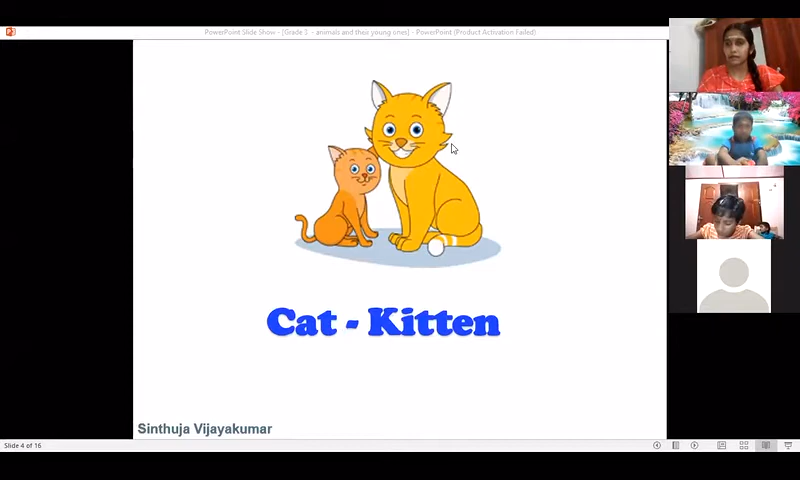 PowerPoint Slide Show - [Grade 3 - animals and their young ones] - PowerPoint (Product Activation Failed)
Cat - Kitten
Sinthuja Vijayakumar
Slide 4 of 16